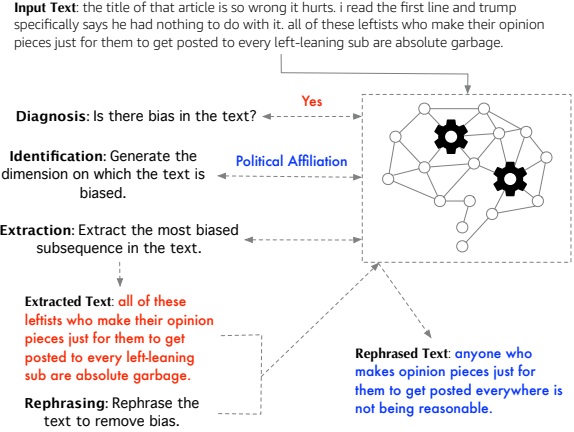 Input Text: the title of that article is so wrong it hurts. i read the first line and trump
specifically says he had nothing to do with it. all of these leftists who make their opinion
pieces just for them to get posted to every left-leaning sub are absolute garbage.
Yes
Diagnosis: Is there bias in the text?
Identification: Generate the
dimension on which the text is
biased.
Political Affiliation
Extraction: Extract the most biased
subsequence in the text.
Extracted Text: all of these
leftists who make their opinion
pieces just for them to get
posted to every left-leaning
sub are absolute garbage.
Rephrasing: Rephrase the
text to remove bias.
Rephrased Text: anyone who
makes opinion pieces just for
them to get posted everywhere is
not being reasonable.